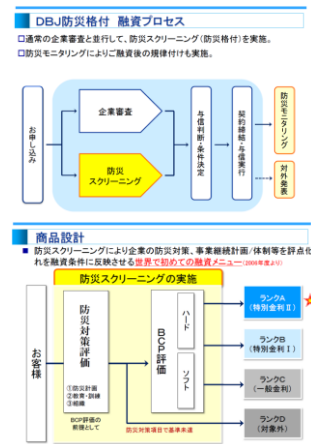 DBJ防災格付 融資プロセス
□通常の企業審査と並行して、防災スクリーニング(防災格付)を実施。
□防災モニタリングによりご融資後の規律付けも実施。
お申し込み
企業審査
防災
スクリーニング
与信判断・条件決定
契約締結・与信実行
防災モニタリング
対外発表
商品設計
■ 防災スクリーニングにより企業の防災対策、事業継続計画/体制等を評点化
れを融資条件に反映させる世界で初めての融資メニュー(2006年度より)
防災スクリーニングの実施
お客様
防災対策評価
①防災計画
②教育・訓練
③組織
BCP評価の
前提として
BCP評価
ハード
ソフト
防災対策項目で基準未達
ランクA
(特別金利Ⅱ)
ランクB
(特別金利Ⅰ)
ランクC
(一般金利)
ランクD
(対象外)